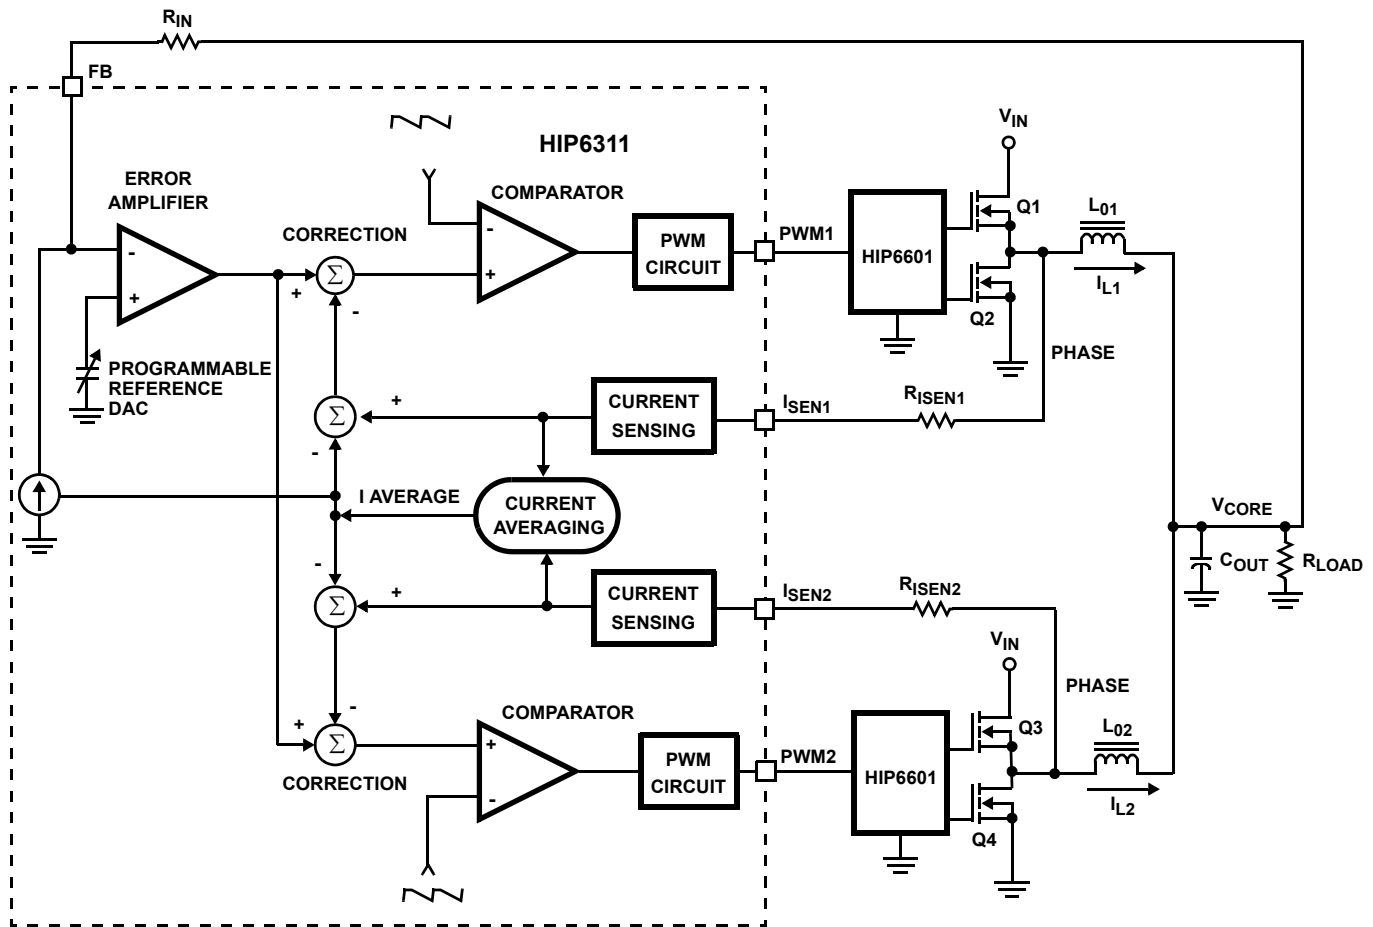 RIN
FB
HIP6311
VIN
ERROR
AMPLIFIER
COMPARATOR
Q1
L01
CORRECTION
-
PWM
CIRCUIT
PWM1
HIP6601
-
+
Σ
+
+
IL1
-
Q2
PHASE
PROGRAMMABLE
REFERENCE
DAC
CURRENT
SENSING
ISEN1
RISEN1
+
Σ
-
I AVERAGE
CURRENT
AVERAGING
VCORE
COUT
RLOAD
-
+
Σ
CURRENT
SENSING
ISEN2
RISEN2
VIN
PHASE
-
COMPARATOR
Q3
L02
+
Σ
+
PWM
CIRCUIT
PWM2
HIP6601
CORRECTION
-
IL2
Q4